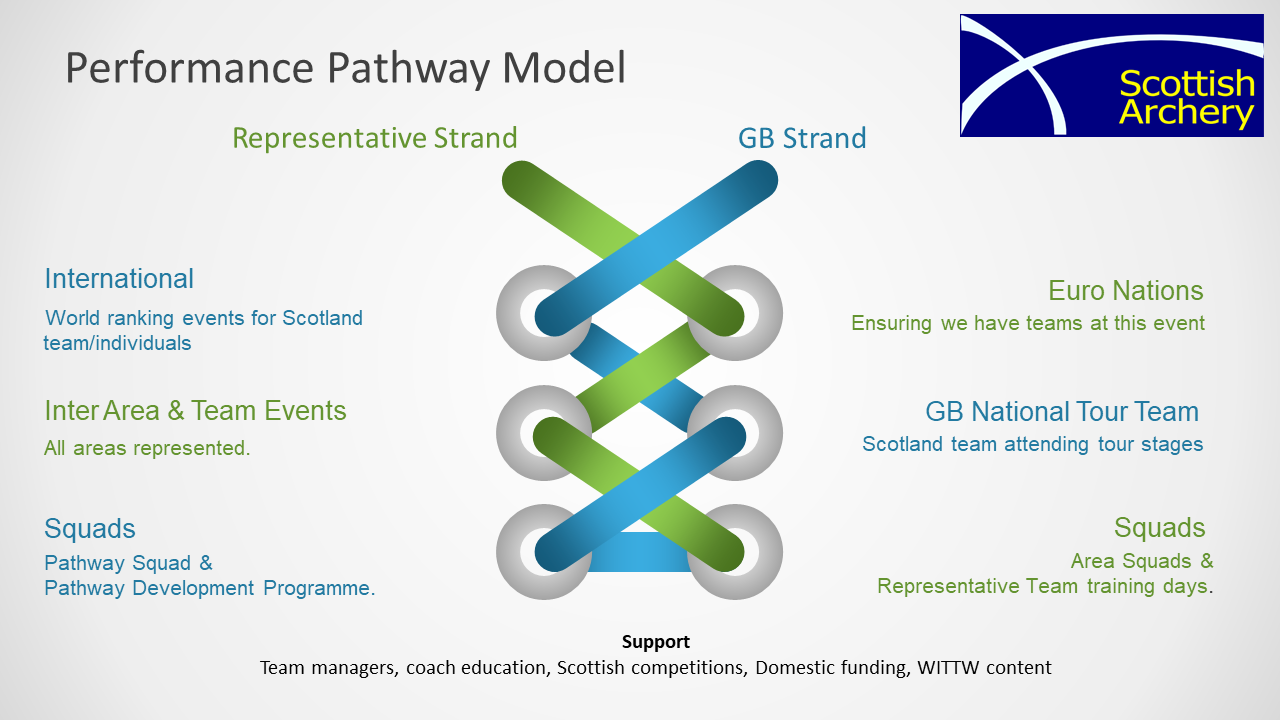 Performance Pathway Model
Scottish
Archery
Representative Strand
GB Strand
International
World ranking events for Scotland
team/individuals
Euro Nations
Ensuring we have teams at this event
Inter Area & Team Events
All areas represented.
GB National Tour Team
Scotland team attending tour stages
Squads
Pathway Squad &
Pathway Development Programme.
Squads
Area Squads &
Representative Team training days.
Support
Team managers, coach education, Scottish competitions, Domestic funding, WITTW content